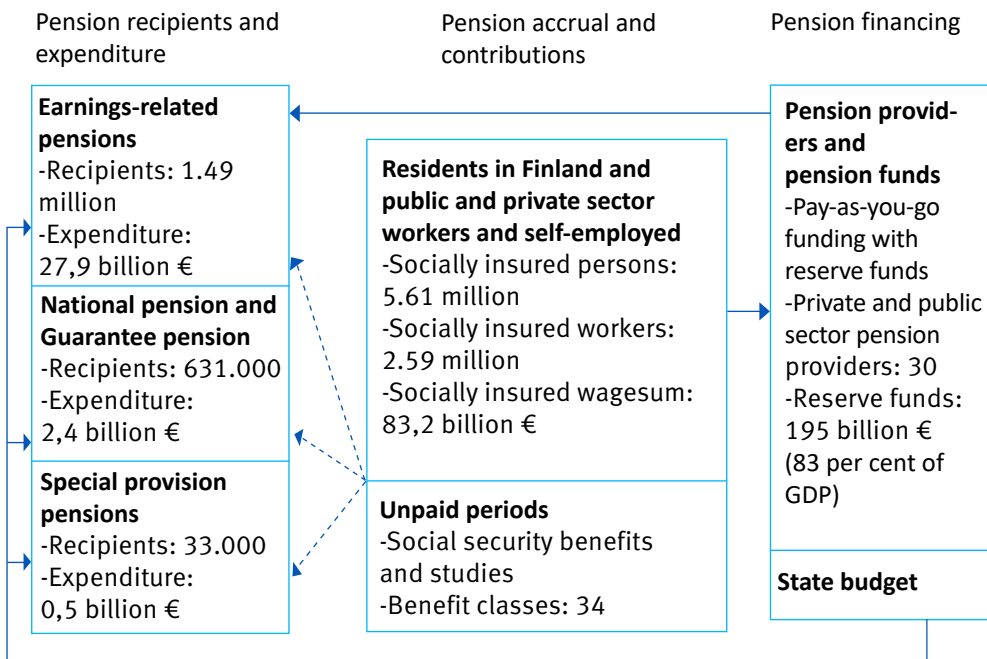 Pension recipients and
expenditure
Pension accrual and
contributions
Pension financing
Earnings-related
pensions
-Recipients: 1.49
million
-Expenditure:
27,9 billion €
National pension and
Guarantee pension
-Recipients: 631.000
-Expenditure:
2,4 billion €
Special provision
pensions
-Recipients: 33.000
-Expenditure:
0,5 billion €
Residents in Finland and
public and private sector
workers and self-employed
-Socially insured persons:
5.61 million
-Socially insured workers:
2.59 million
-Socially insured wagesum:
83,2 billion €
Unpaid periods
-Social security benefits
and studies
-Benefit classes: 34
Pension provid-
ers and
pension funds
-Pay-as-you-go
funding with
reserve funds
-Private and public
sector pension
providers: 30
-Reserve funds:
195 billion €
(83 per cent of
GDP)
State budget